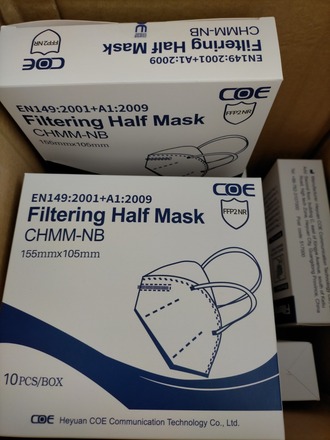 COE
Filtering Half Mask
CHMM-NB
EN149:2001+A1:2009
FFP2 NR
EN149:2001+A1:2009
COE
Filtering Half Mask
CHMM-NB
FFP2 NR
155mmx105mm
EN149:2001+A1:2009
COE
Filtering Half Mask
FFP2 NR
CHMM-NB
155mmx105mm
10PCS/BOX
COE Heyuan COE Communication Technology Co., Ltd.